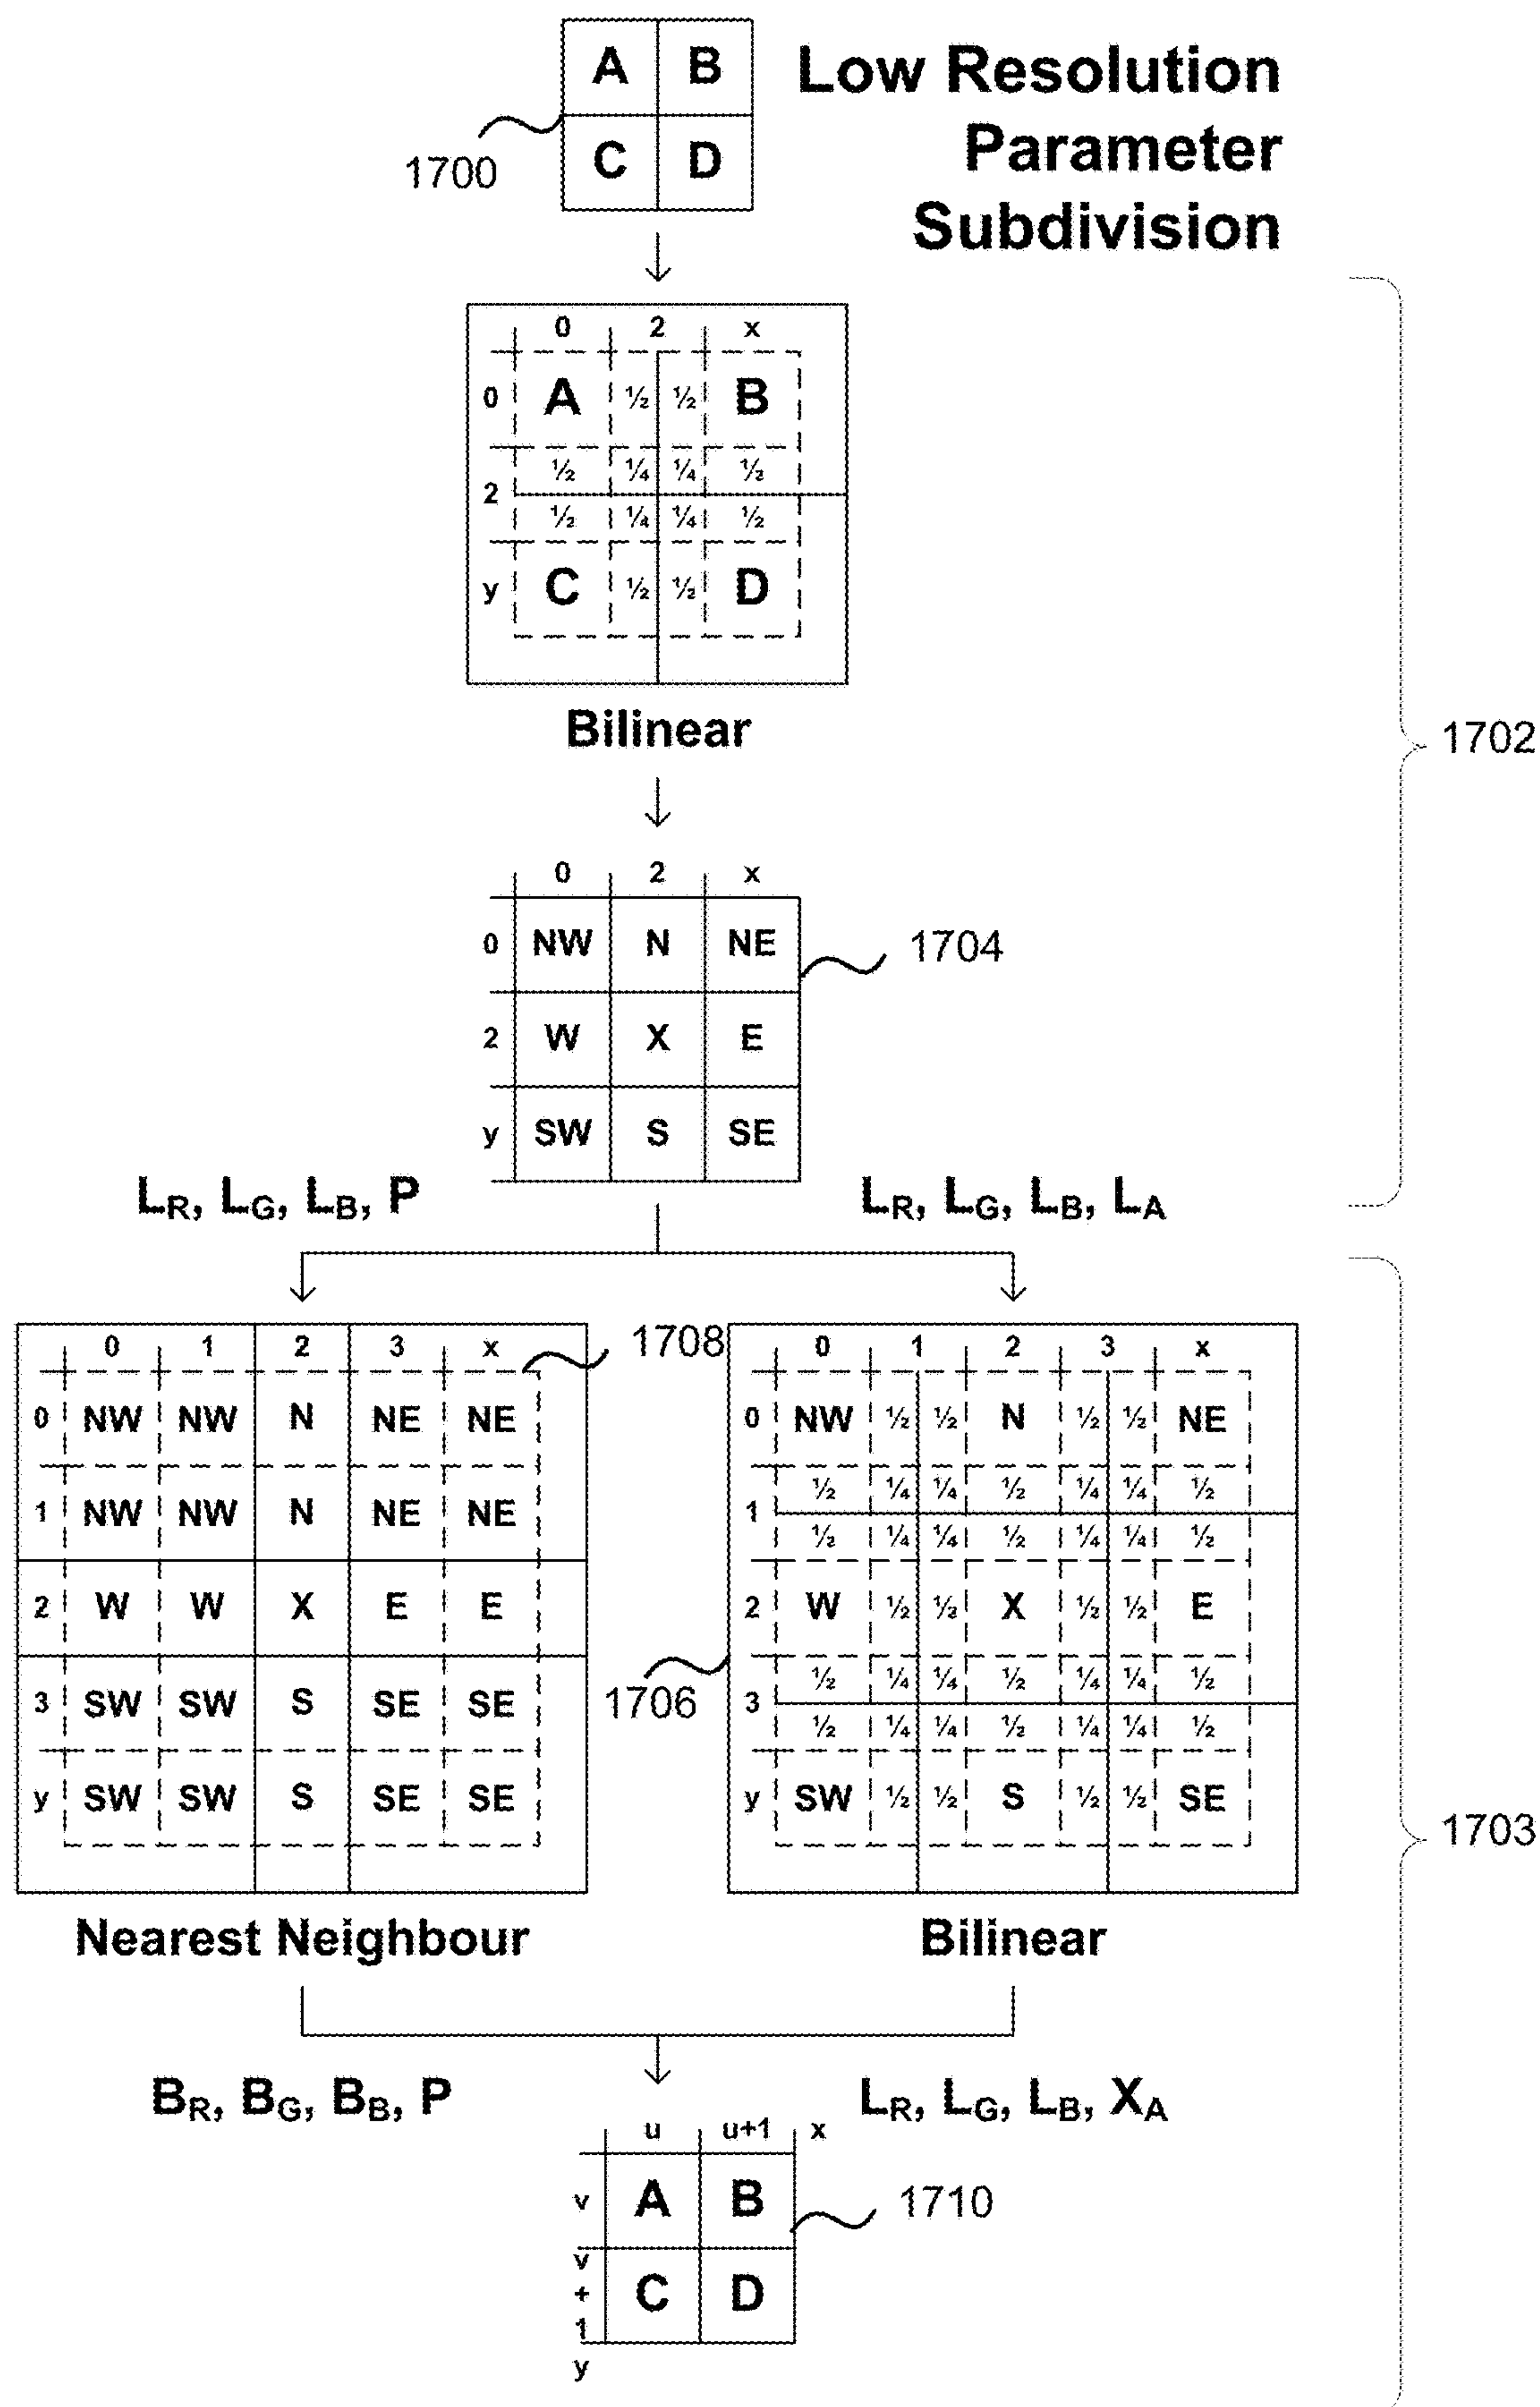 A B
Low Resolution
Parameter
Subdivision
C D
1700
0 2 x
0 A ½ ½ B
½ ¼ ¼ ½
2
½ ¼ ¼ ½
y C ½ ½ D
Bilinear
1702
0 2 x
0 NW N NE
1704
2 W X E
y SW S SE
LR, LG, LB, P
LR, LG, LB, LA
0 1 2 3 x
1708
0 NW NW N NE NE
1 NW NW N NE NE
2 W W X E E
3 SW SW S SE SE
y SW SW S SE SE
Nearest Neighbour
0 1 2 3 x
0 NW ½ ½ N ½ ½ NE
½ ¼ ¼ ½ ¼ ¼ ½
1
½ ¼ ¼ ½ ¼ ¼ ½
2 W ½ ½ X ½ ½ E
1706
½ ¼ ¼ ½ ¼ ¼ ½
3
½ ¼ ¼ ½ ¼ ¼ ½
y SW ½ ½ S ½ ½ SE
Bilinear
1703
BR, BG, BB, P
LR, LG, LB, XA
u u+1 x
v A B
1710
v
+
1
C D
y